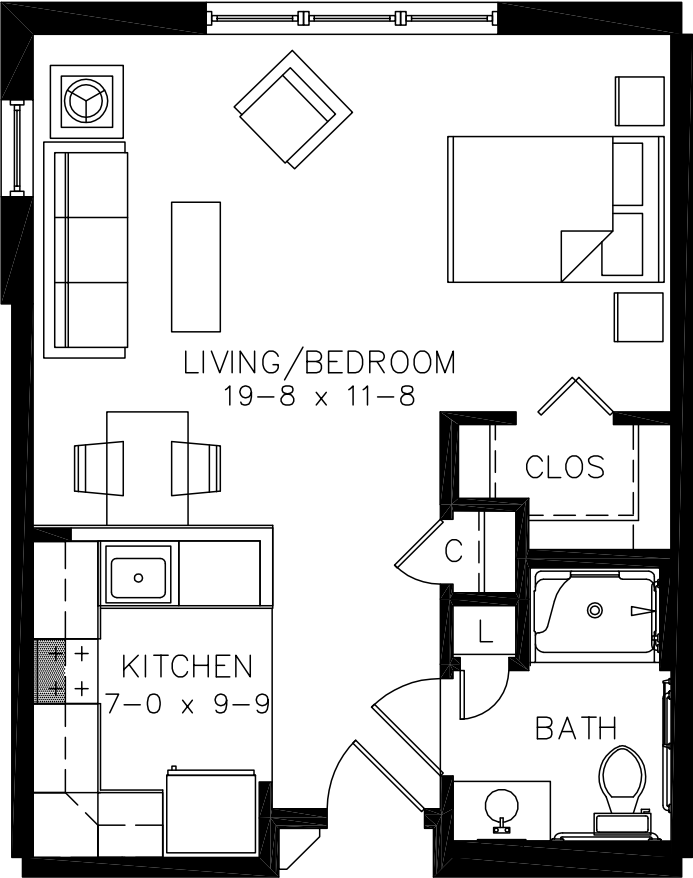 LIVING/BEDROOM
19-8 x 11-8
CLOS
C
L
KITCHEN
7-0 x 9-9
BATH